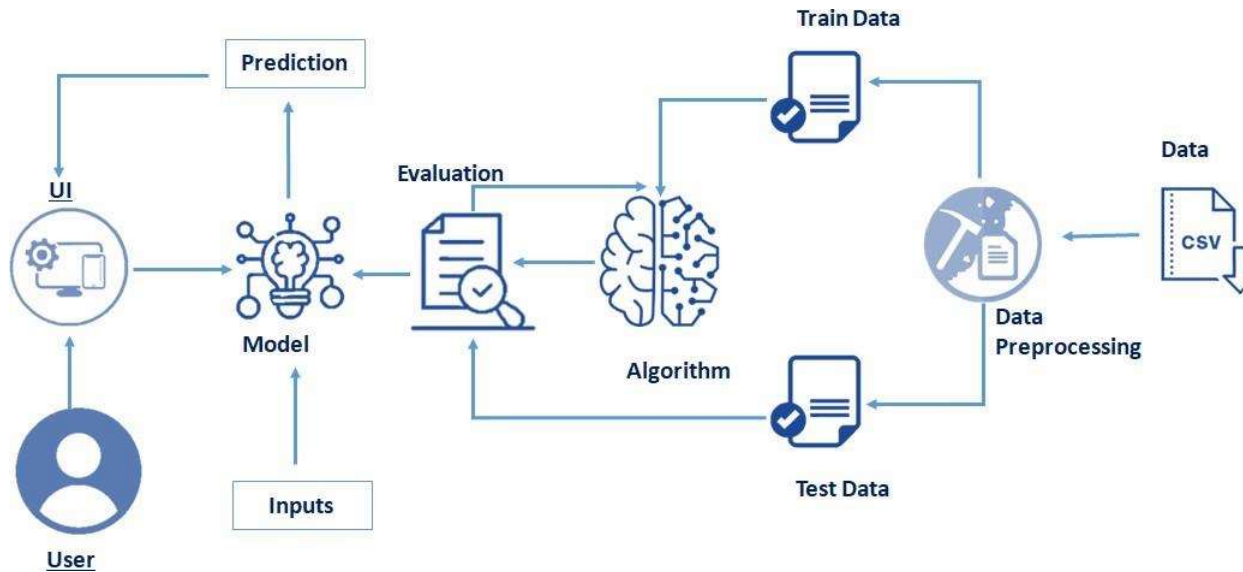 Train Data
Prediction
Data
Evaluation
UI
CSV
Model
Data
Preprocessing
Algorithm
Inputs
Test Data
User